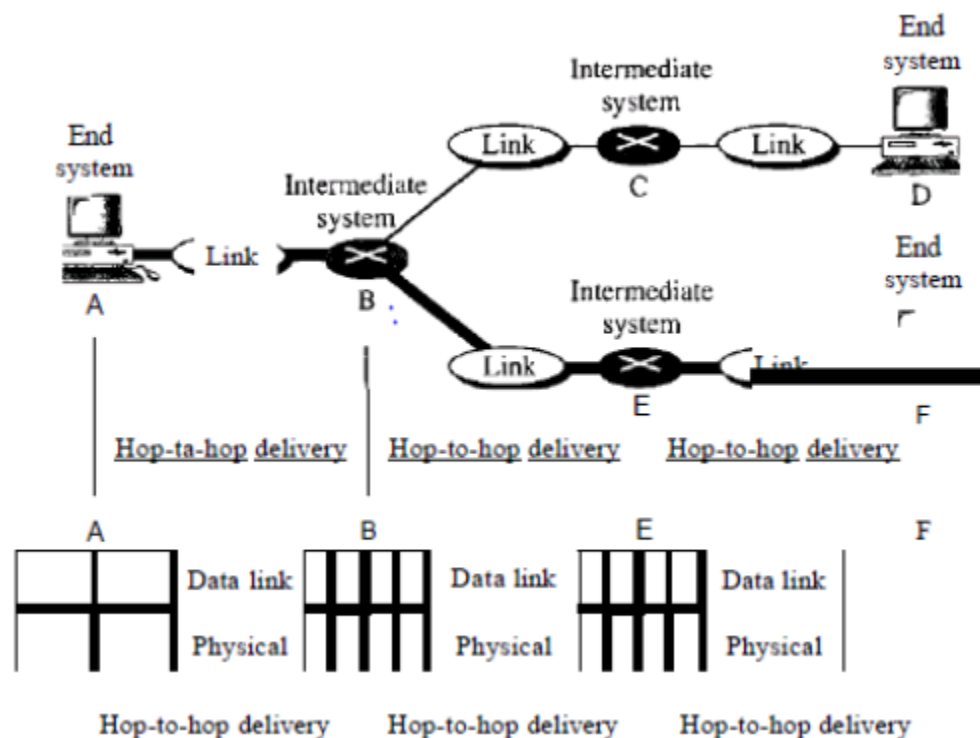 End
system
Intermediate
system
End
system
Link
Link
C
D
Intermediate
system
Link
A
B
End
system
Intermediate
system
Link
E
Link
F
Hop-ta-hop delivery
Hop-to-hop delivery
Hop-to-hop delivery
A
B
E
F
Data link
Data link
Data link
Physical
Physical
Physical
Hop-to-hop delivery
Hop-to-hop delivery
Hop-to-hop delivery